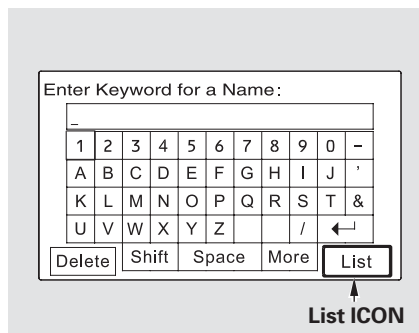 Enter Keyword for a Name:
_
1 2 3 4 5 6 7 8 9 0 –
A B C D E F G H I J ’
K L M N O P Q R S T &
U V W X Y Z / ↵
Delete Shift Space More List
List ICON